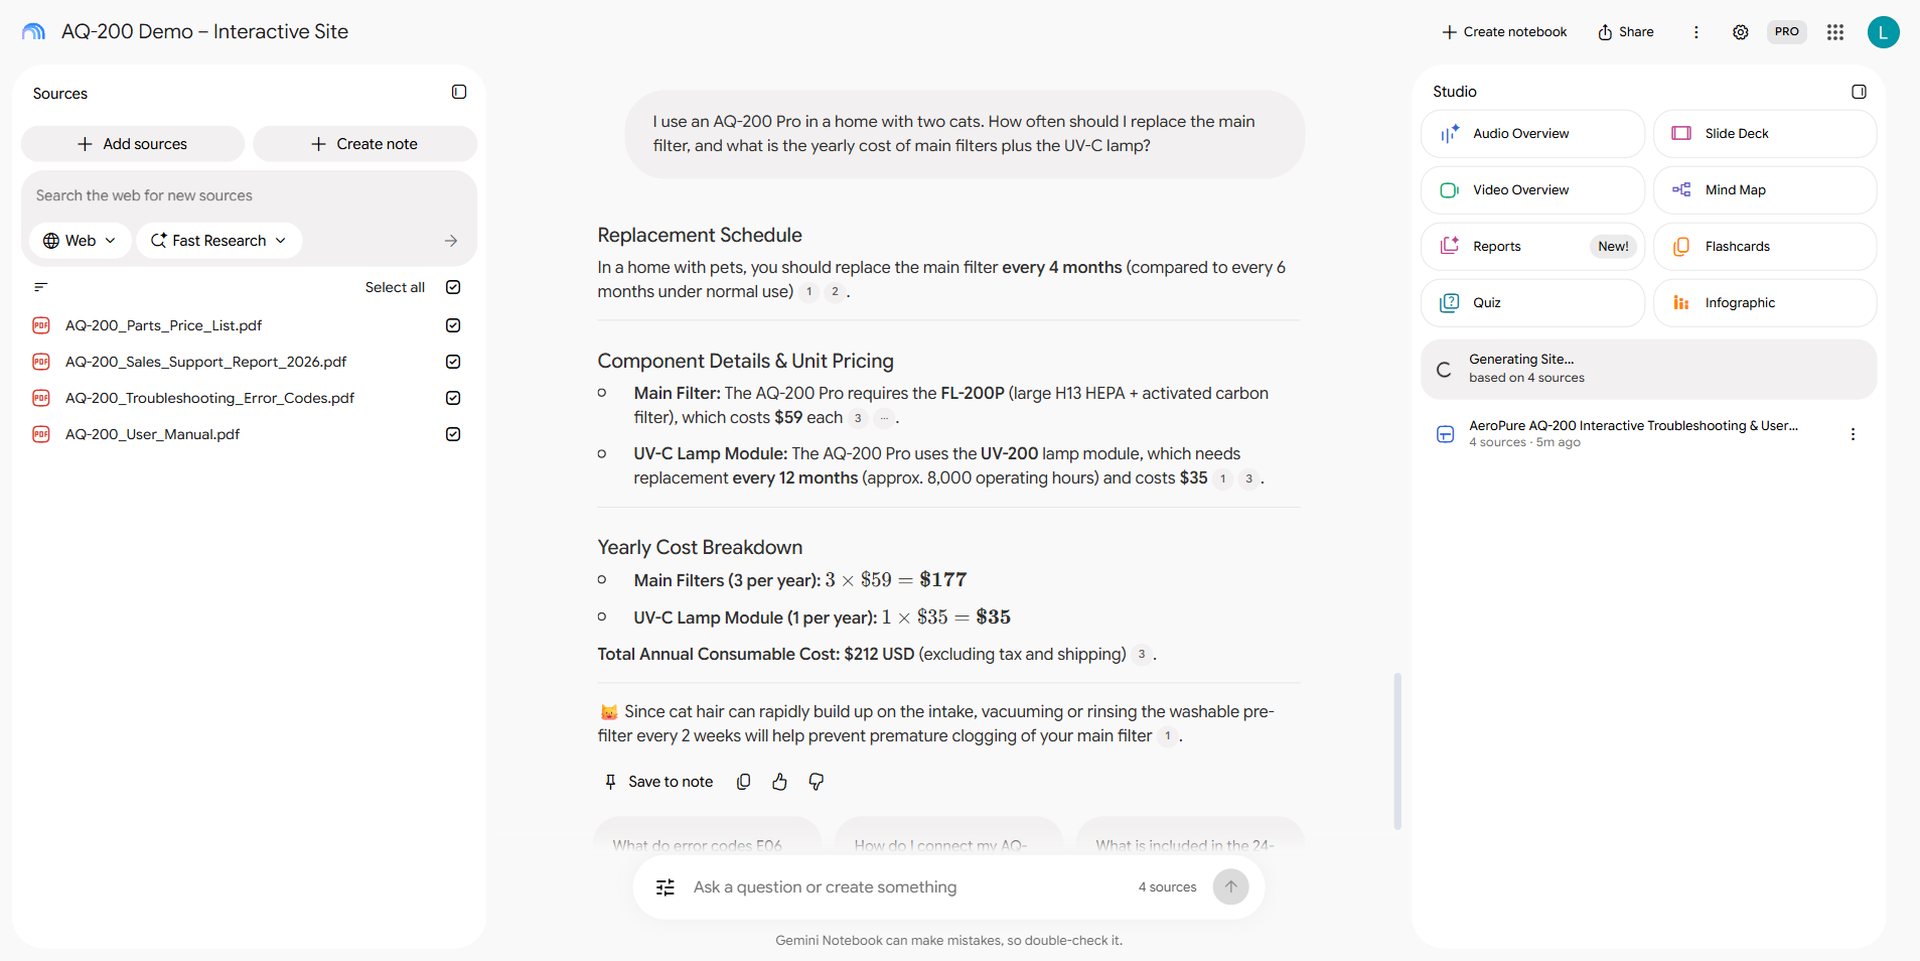 AQ-200 Demo – Interactive Site
Create notebook
Share
PRO
L
Sources
Add sources
Create note
Search the web for new sources
Web
Fast Research
Select all
PDF AQ-200_Parts_Price_List.pdf
PDF AQ-200_Sales_Support_Report_2026.pdf
PDF AQ-200_Troubleshooting_Error_Codes.pdf
PDF AQ-200_User_Manual.pdf
I use an AQ-200 Pro in a home with two cats. How often should I replace the main
filter, and what is the yearly cost of main filters plus the UV-C lamp?
Replacement Schedule
In a home with pets, you should replace the main filter every 4 months (compared to every 6
months under normal use) 1 2 .
Component Details & Unit Pricing
Main Filter: The AQ-200 Pro requires the FL-200P (large H13 HEPA + activated carbon
filter), which costs $59 each 3 ... .
UV-C Lamp Module: The AQ-200 Pro uses the UV-200 lamp module, which needs
replacement every 12 months (approx. 8,000 operating hours) and costs $35 1 3 .
Yearly Cost Breakdown
Main Filters (3 per year): 3 × $59 = $177
UV-C Lamp Module (1 per year): 1 × $35 = $35
Total Annual Consumable Cost: $212 USD (excluding tax and shipping) 3 .
Since cat hair can rapidly build up on the intake, vacuuming or rinsing the washable pre-
filter every 2 weeks will help prevent premature clogging of your main filter 1 .
Save to note
What do error codes E06
How do I connect my AQ-
What is included in the 24-
Ask a question or create something
4 sources
Gemini Notebook can make mistakes, so double-check it.
Studio
Audio Overview
Slide Deck
Video Overview
Mind Map
Reports
New!
Flashcards
Quiz
Infographic
Generating Site...
based on 4 sources
AeroPure AQ-200 Interactive Troubleshooting & User...
4 sources · 5m ago